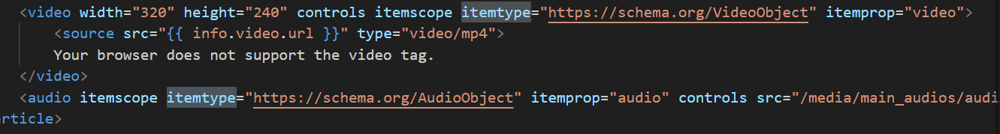 <video width="320" height="240" controls itemscope itemtype="https://schema.org/VideoObject" itemprop="video">
<source src="{{ info.video.url }}" type="video/mp4">
Your browser does not support the video tag.
</video>
<audio itemscope itemtype="https://schema.org/AudioObject" itemprop="audio" controls src="/media/main_audios/audi
rticle>